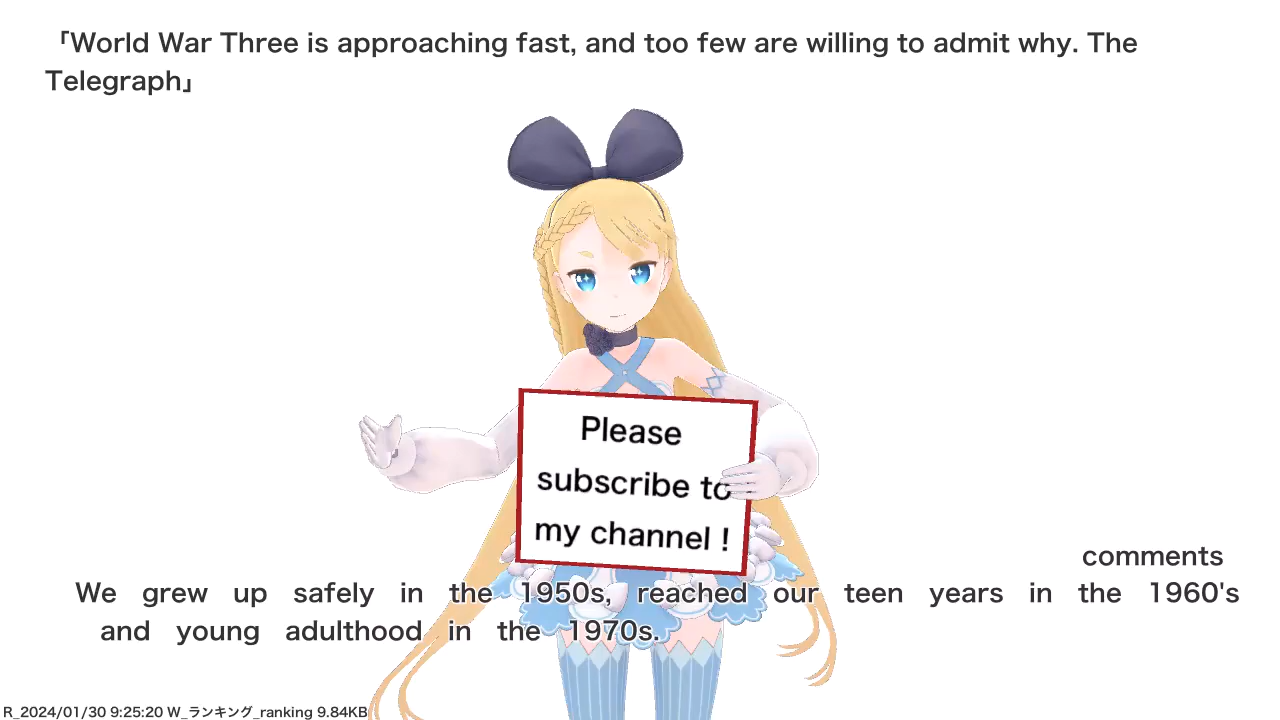 「World War Three is approaching fast, and too few are willing to admit why. The
Telegraph」
Please
subscribe to
my channel !
comments
We grew up safely in the 1950s, reached our teen years in the 1960's
and young adulthood in the 1970s.
R_2024/01/30 9:25:20 W_ランキング_ranking 9.84KB